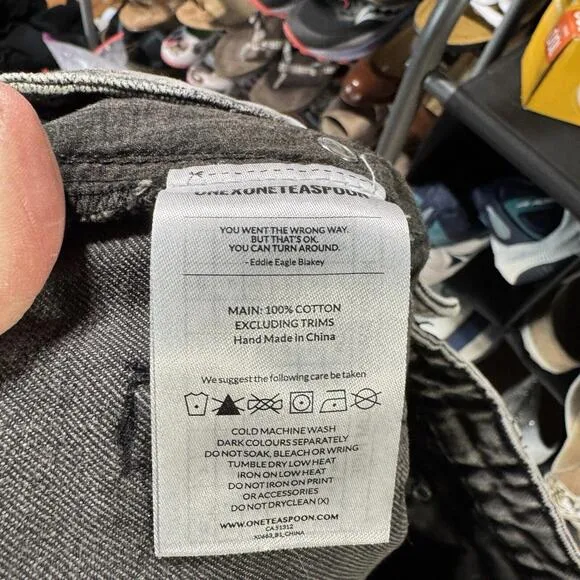 ONEXONETEASPOON
YOU WENT THE WRONG WAY.
BUT THAT'S OK.
YOU CAN TURN AROUND.
- Eddie Eagle Blakey
MAIN: 100% COTTON
EXCLUDING TRIMS
Hand Made in China
We suggest the following care be taken
COLD MACHINE WASH
DARK COLOURS SEPARATELY
DO NOT SOAK, BLEACH OR WRING
TUMBLE DRY LOW HEAT
IRON ON LOW HEAT
DO NOT IRON ON PRINT
OR ACCESSORIES
DO NOT DRYCLEAN (X)
WWW.ONETEASPOON.COM
CA 51312
X0663_B1_CHINA